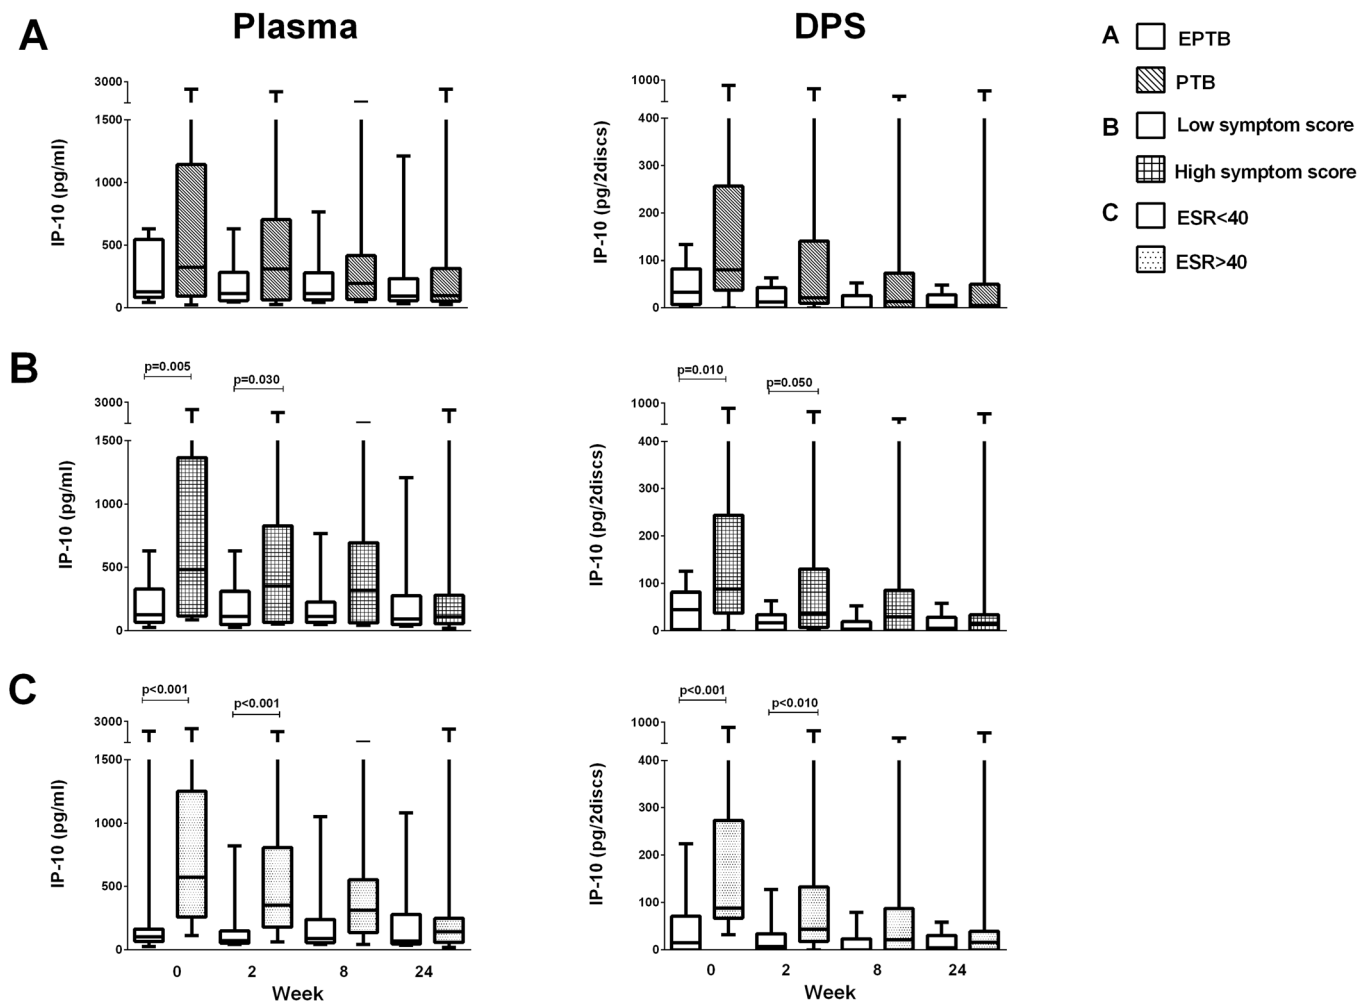 Plasma
DPS
A
3000
1500
1000
500
0
IP-10 (pg/ml)
1000
400
300
200
100
0
IP-10 (pg/2discs)
A
EPTB
PTB
B
Low symptom score
High symptom score
C
ESR<40
ESR>40
B
p=0.005
p=0.030
3000
1500
1000
500
0
IP-10 (pg/ml)
p=0.010
p=0.050
1000
400
300
200
100
0
IP-10 (pg/2discs)
C
p<0.001
p<0.001
3000
1500
1000
500
0
IP-10 (pg/ml)
0 2 8 24
Week
p<0.001
p<0.010
1000
400
300
200
100
0
IP-10 (pg/2discs)
0 2 8 24
Week